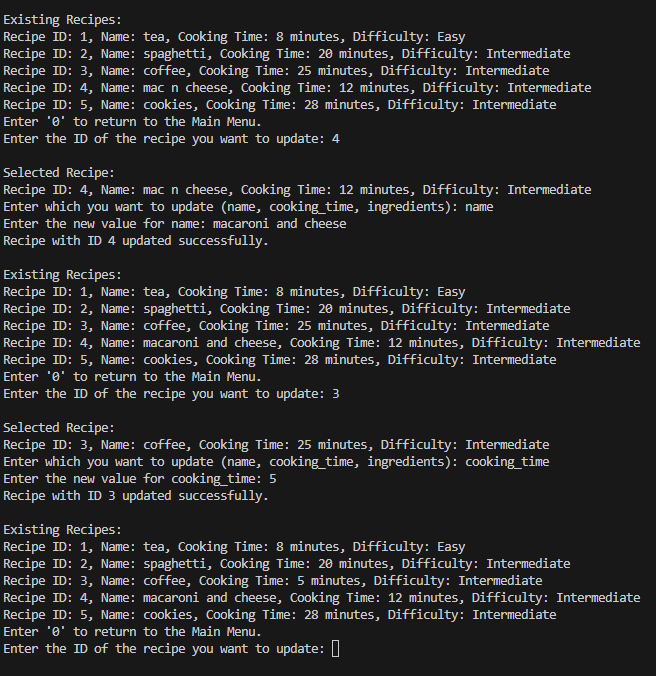 Existing Recipes:
Recipe ID: 1, Name: tea, Cooking Time: 8 minutes, Difficulty: Easy
Recipe ID: 2, Name: spaghetti, Cooking Time: 20 minutes, Difficulty: Intermediate
Recipe ID: 3, Name: coffee, Cooking Time: 25 minutes, Difficulty: Intermediate
Recipe ID: 4, Name: mac n cheese, Cooking Time: 12 minutes, Difficulty: Intermediate
Recipe ID: 5, Name: cookies, Cooking Time: 28 minutes, Difficulty: Intermediate
Enter '0' to return to the Main Menu.
Enter the ID of the recipe you want to update: 4
Selected Recipe:
Recipe ID: 4, Name: mac n cheese, Cooking Time: 12 minutes, Difficulty: Intermediate
Enter which you want to update (name, cooking_time, ingredients): name
Enter the new value for name: macaroni and cheese
Recipe with ID 4 updated successfully.
Existing Recipes:
Recipe ID: 1, Name: tea, Cooking Time: 8 minutes, Difficulty: Easy
Recipe ID: 2, Name: spaghetti, Cooking Time: 20 minutes, Difficulty: Intermediate
Recipe ID: 3, Name: coffee, Cooking Time: 25 minutes, Difficulty: Intermediate
Recipe ID: 4, Name: macaroni and cheese, Cooking Time: 12 minutes, Difficulty: Intermediate
Recipe ID: 5, Name: cookies, Cooking Time: 28 minutes, Difficulty: Intermediate
Enter '0' to return to the Main Menu.
Enter the ID of the recipe you want to update: 3
Selected Recipe:
Recipe ID: 3, Name: coffee, Cooking Time: 25 minutes, Difficulty: Intermediate
Enter which you want to update (name, cooking_time, ingredients): cooking_time
Enter the new value for cooking_time: 5
Recipe with ID 3 updated successfully.
Existing Recipes:
Recipe ID: 1, Name: tea, Cooking Time: 8 minutes, Difficulty: Easy
Recipe ID: 2, Name: spaghetti, Cooking Time: 20 minutes, Difficulty: Intermediate
Recipe ID: 3, Name: coffee, Cooking Time: 5 minutes, Difficulty: Intermediate
Recipe ID: 4, Name: macaroni and cheese, Cooking Time: 12 minutes, Difficulty: Intermediate
Recipe ID: 5, Name: cookies, Cooking Time: 28 minutes, Difficulty: Intermediate
Enter '0' to return to the Main Menu.
Enter the ID of the recipe you want to update: